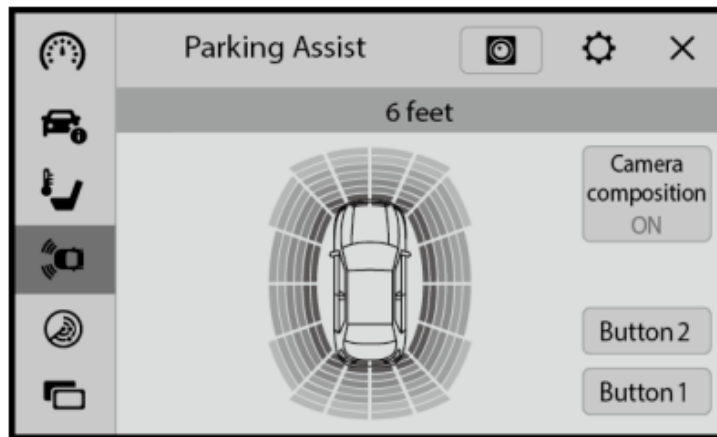 Parking Assist
6 feet
Camera
composition
ON
Button 2
Button 1